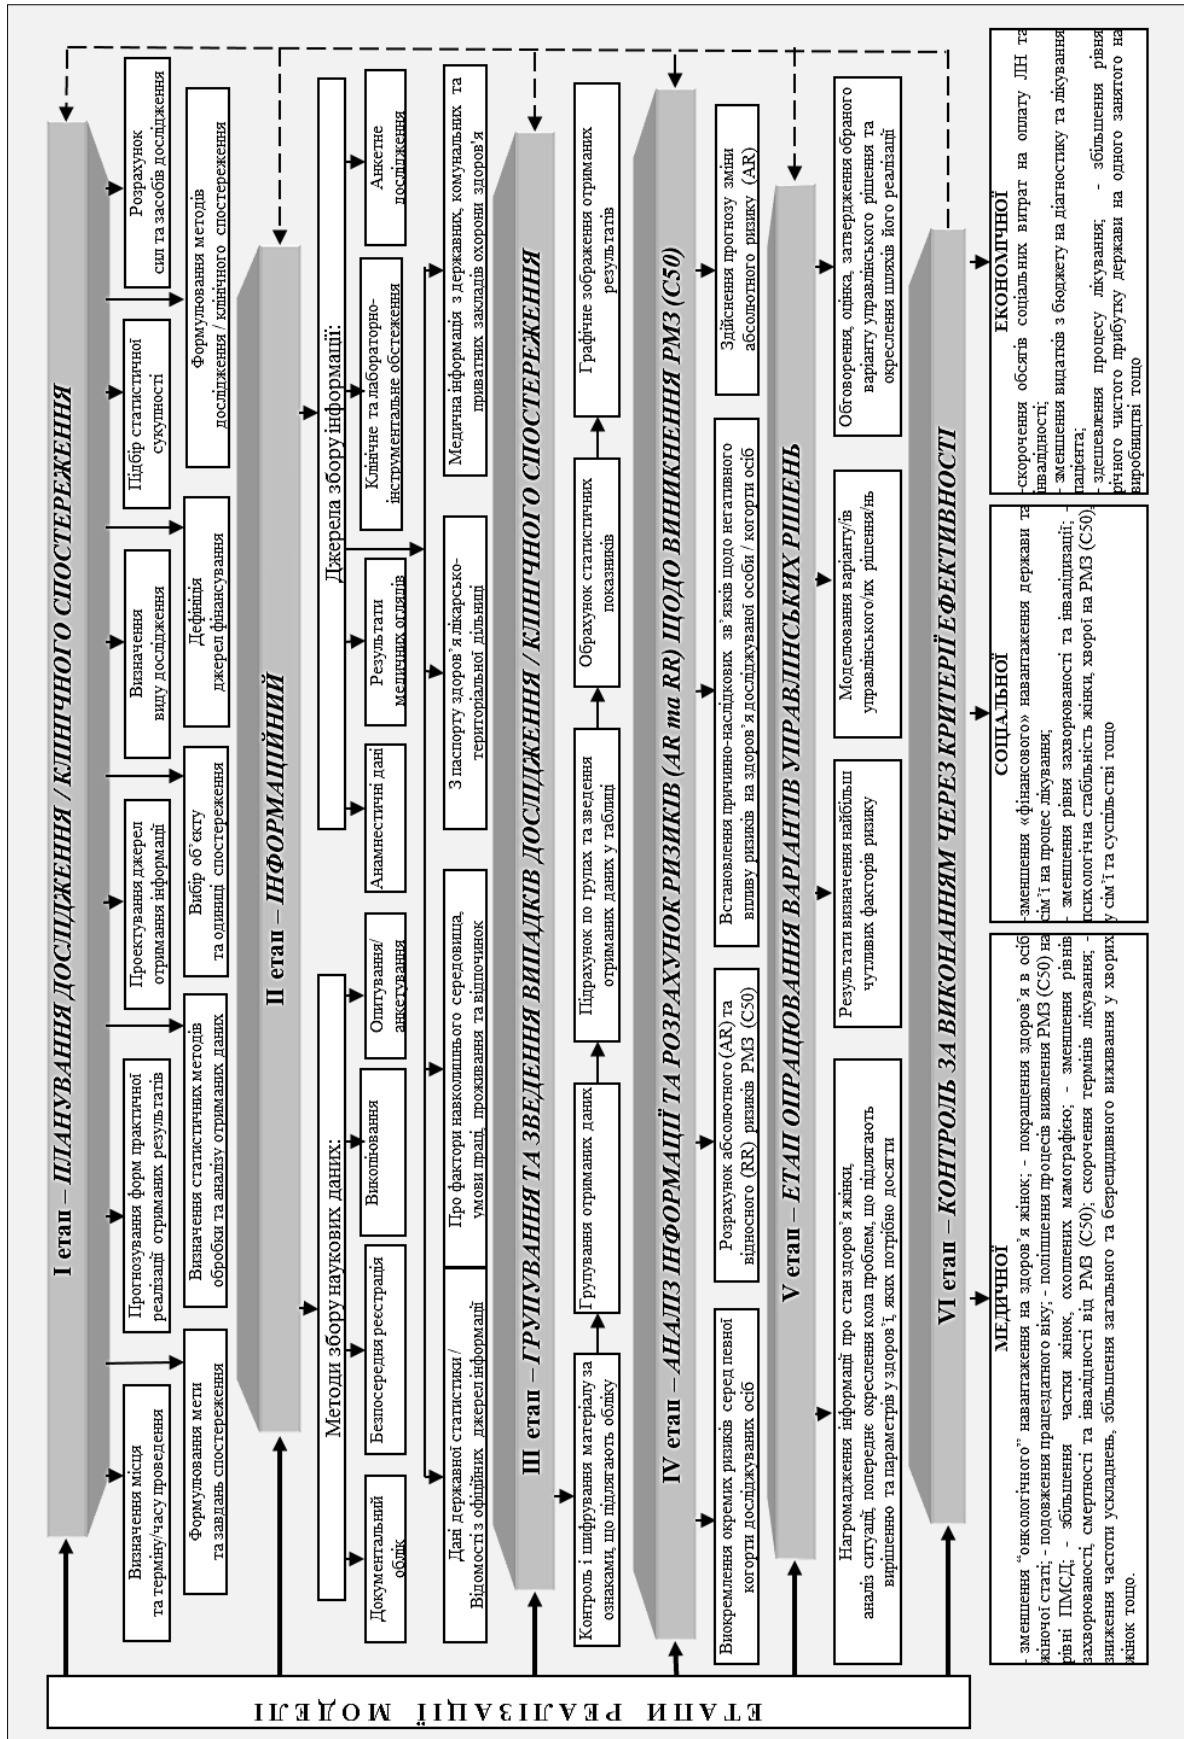 ЕТАПИ РЕАЛІЗАЦІЇ МОДЕЛІ
І етап – ПЛАНУВАННЯ ДОСЛІДЖЕННЯ / КЛІНІЧНОГО СПОСТЕРЕЖЕННЯ
Визначення місця
та терміну/часу проведення
Прогнозування форм практичної
реалізації отриманих результатів
Проектування джерел
отримання інформації
Визначення
виду дослідження
Підбір статистичної
сукупності
Розрахунок
сил та засобів дослідження
Формулювання мети
та завдань спостереження
Визначення статистичних методів
обробки та аналізу отриманих даних
Вибір об’єкту
та одиниці спостереження
Дефініція
джерел фінансування
Формулювання методів
дослідження / клінічного спостереження
ІІ етап – ІНФОРМАЦІЙНИЙ
Методи збору наукових даних:
Джерела збору інформації:
Документальний
облік
Безпосередня реєстрація
Викопіювання
Опитування/
анкетування
Анамнестичні дані
Результати
медичних оглядів
Клінічне та лабораторно-
інструментальне обстеження
Анкетне
дослідження
Дані державної статистики /
Відомості з офіційних джерел інформації
Про фактори навколишнього середовища,
умови праці, проживання та відпочинок
З паспорту здоров’я лікарсько-
територіальної дільниці
Медична інформація з державних, комунальних та
приватних закладів охорони здоров'я
ІІІ етап – ГРУПУВАННЯ ТА ЗВЕДЕННЯ ВИПАДКІВ ДОСЛІДЖЕННЯ / КЛІНІЧНОГО СПОСТЕРЕЖЕННЯ
Контроль і шифрування матеріалу за
ознаками, що підлягають обліку
Групування отриманих даних
Підрахунок по групах та зведення
отриманих даних у таблиці
Обрахунок статистичних
показників
Графічне зображення отриманих
результатів
IV етап – АНАЛІЗ ІНФОРМАЦІЇ ТА РОЗРАХУНОК РИЗИКІВ (AR та RR) ЩОДО ВИНИКНЕННЯ РМЗ (С50)
Виокремлення окремих ризиків серед певної
когорти досліджуваних осіб
Розрахунок абсолютного (AR) та
відносного (RR) ризиків РМЗ (С50)
Встановлення причинно-наслідкових зв’язків щодо негативного
впливу ризиків на здоров’я досліджуваної особи / когорти осіб
Здійснення прогнозу зміни
абсолютного ризику (AR)
V етап – ЕТАП ОПРАЦЮВАННЯ ВАРІАНТІВ УПРАВЛІНСЬКИХ РІШЕНЬ
Нагромадження інформації про стан здоров’я жінки,
аналіз ситуації, попереднє окреслення кола проблем, що підлягають
вирішенню та параметрів у здоров’ї, яких потрібно досягти
Результати визначення найбільш
чутливих факторів ризику
Моделювання варіанту/ів
управлінського/их рішення/нь
Обговорення, оцінка, затвердження обраного
варіанту управлінського рішення та
окреслення шляхів його реалізації
VI етап – КОНТРОЛЬ ЗА ВИКОНАННЯМ ЧЕРЕЗ КРИТЕРІЇ ЕФЕКТИВНОСТІ
МЕДИЧНОЇ
- зменшення “онкологічного” навантаження на здоров’я жінок; - покращення здоров’я в осіб
жіночої статі; - подовження працездатного віку; - поліпшення процесів виявлення РМЗ (С50) на
рівні ПМСД; - збільшення частки жінок, охоплених мамографією; - зменшення рівнів
захворюваності, смертності та інвалідності від РМЗ (С50); скорочення термінів лікування; -
зниження частоти ускладнень, збільшення загального та безрецидивного виживання у хворих
жінок тощо.
СОЦІАЛЬНОЇ
-зменшення «фінансового» навантаження держави та
сім’ї на процес лікування;
- зменшення рівня захворюваності та інвалідизації; -
психологічна стабільність жінки, хворої на РМЗ (С50),
у сім’ї та суспільстві тощо
ЕКОНОМІЧНОЇ
-скорочення обсягів соціальних витрат на оплату ЛН та
інвалідності;
- зменшення видатків з бюджету на діагностику та лікування
пацієнта;
- здешевлення процесу лікування; - збільшення рівня
річного чистого прибутку держави на одного занятого на
виробництві тощо